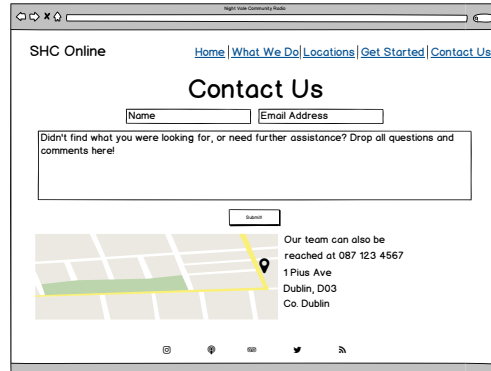 Night Vale Community Radio
SHC Online
Home What We Do Locations Get Started Contact Us
Contact Us
Name Email Address
Didn't find what you were looking for, or need further assistance? Drop all questions and
comments here!
Submit
Our team can also be
reached at 087 123 4567
1 Pius Ave
Dublin, D03
Co. Dublin